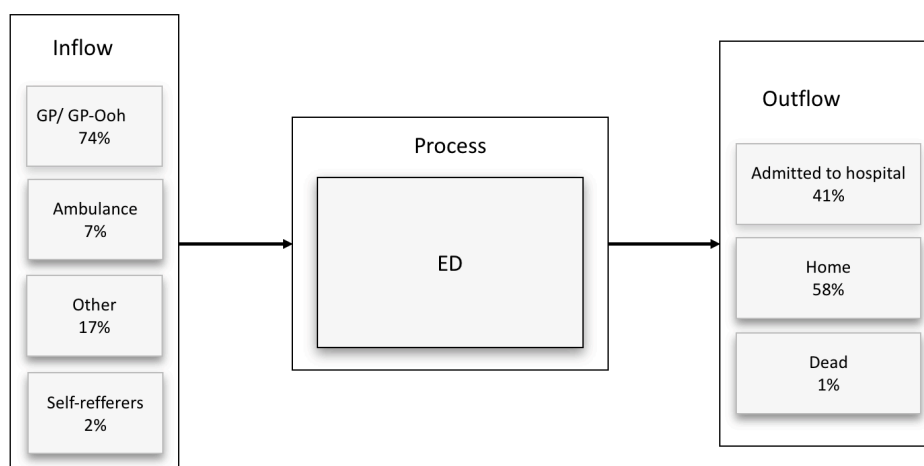 Inflow
GP/ GP-Ooh
74%
Ambulance
7%
Other
17%
Self-refferers
2%
Process
ED
Outflow
Admitted to hospital
41%
Home
58%
Dead
1%